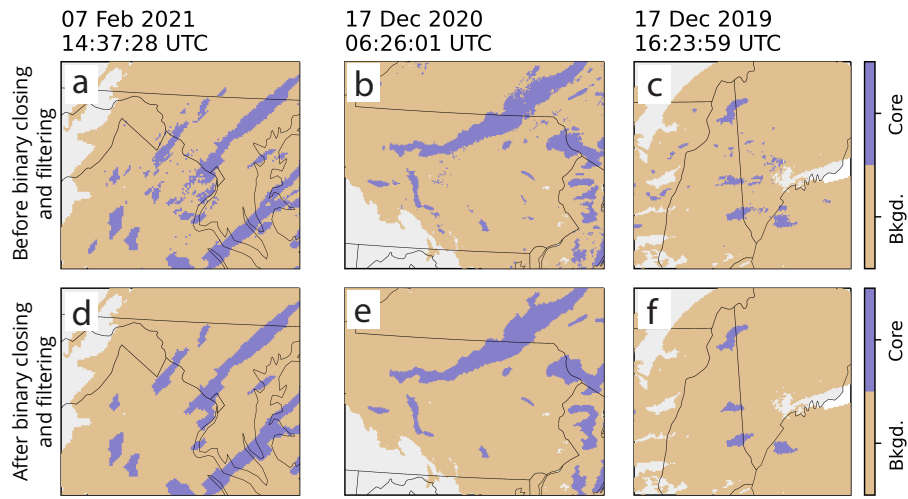 07 Feb 2021
14:37:28 UTC
17 Dec 2020
06:26:01 UTC
17 Dec 2019
16:23:59 UTC
Before binary closing
and filtering
a
b
c
Core
Bkgd.
After binary closing
and filtering
d
e
f
Core
Bkgd.